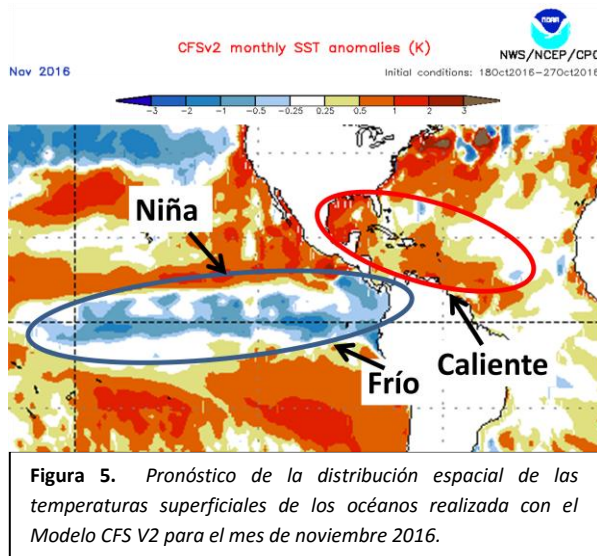 NOAA
CFSv2 monthly SST anomalies (K)
NWS/NCEP/CPC
Nov 2016
Initial conditions: 18Oct2016-27Oct2016
-3 -2 -1 -0.5 -0.25 0.25 0.5 1 2 3
Niña
Caliente
Frío
Figura 5. Pronóstico de la distribución espacial de las
temperaturas superficiales de los océanos realizada con el
Modelo CFS V2 para el mes de noviembre 2016.